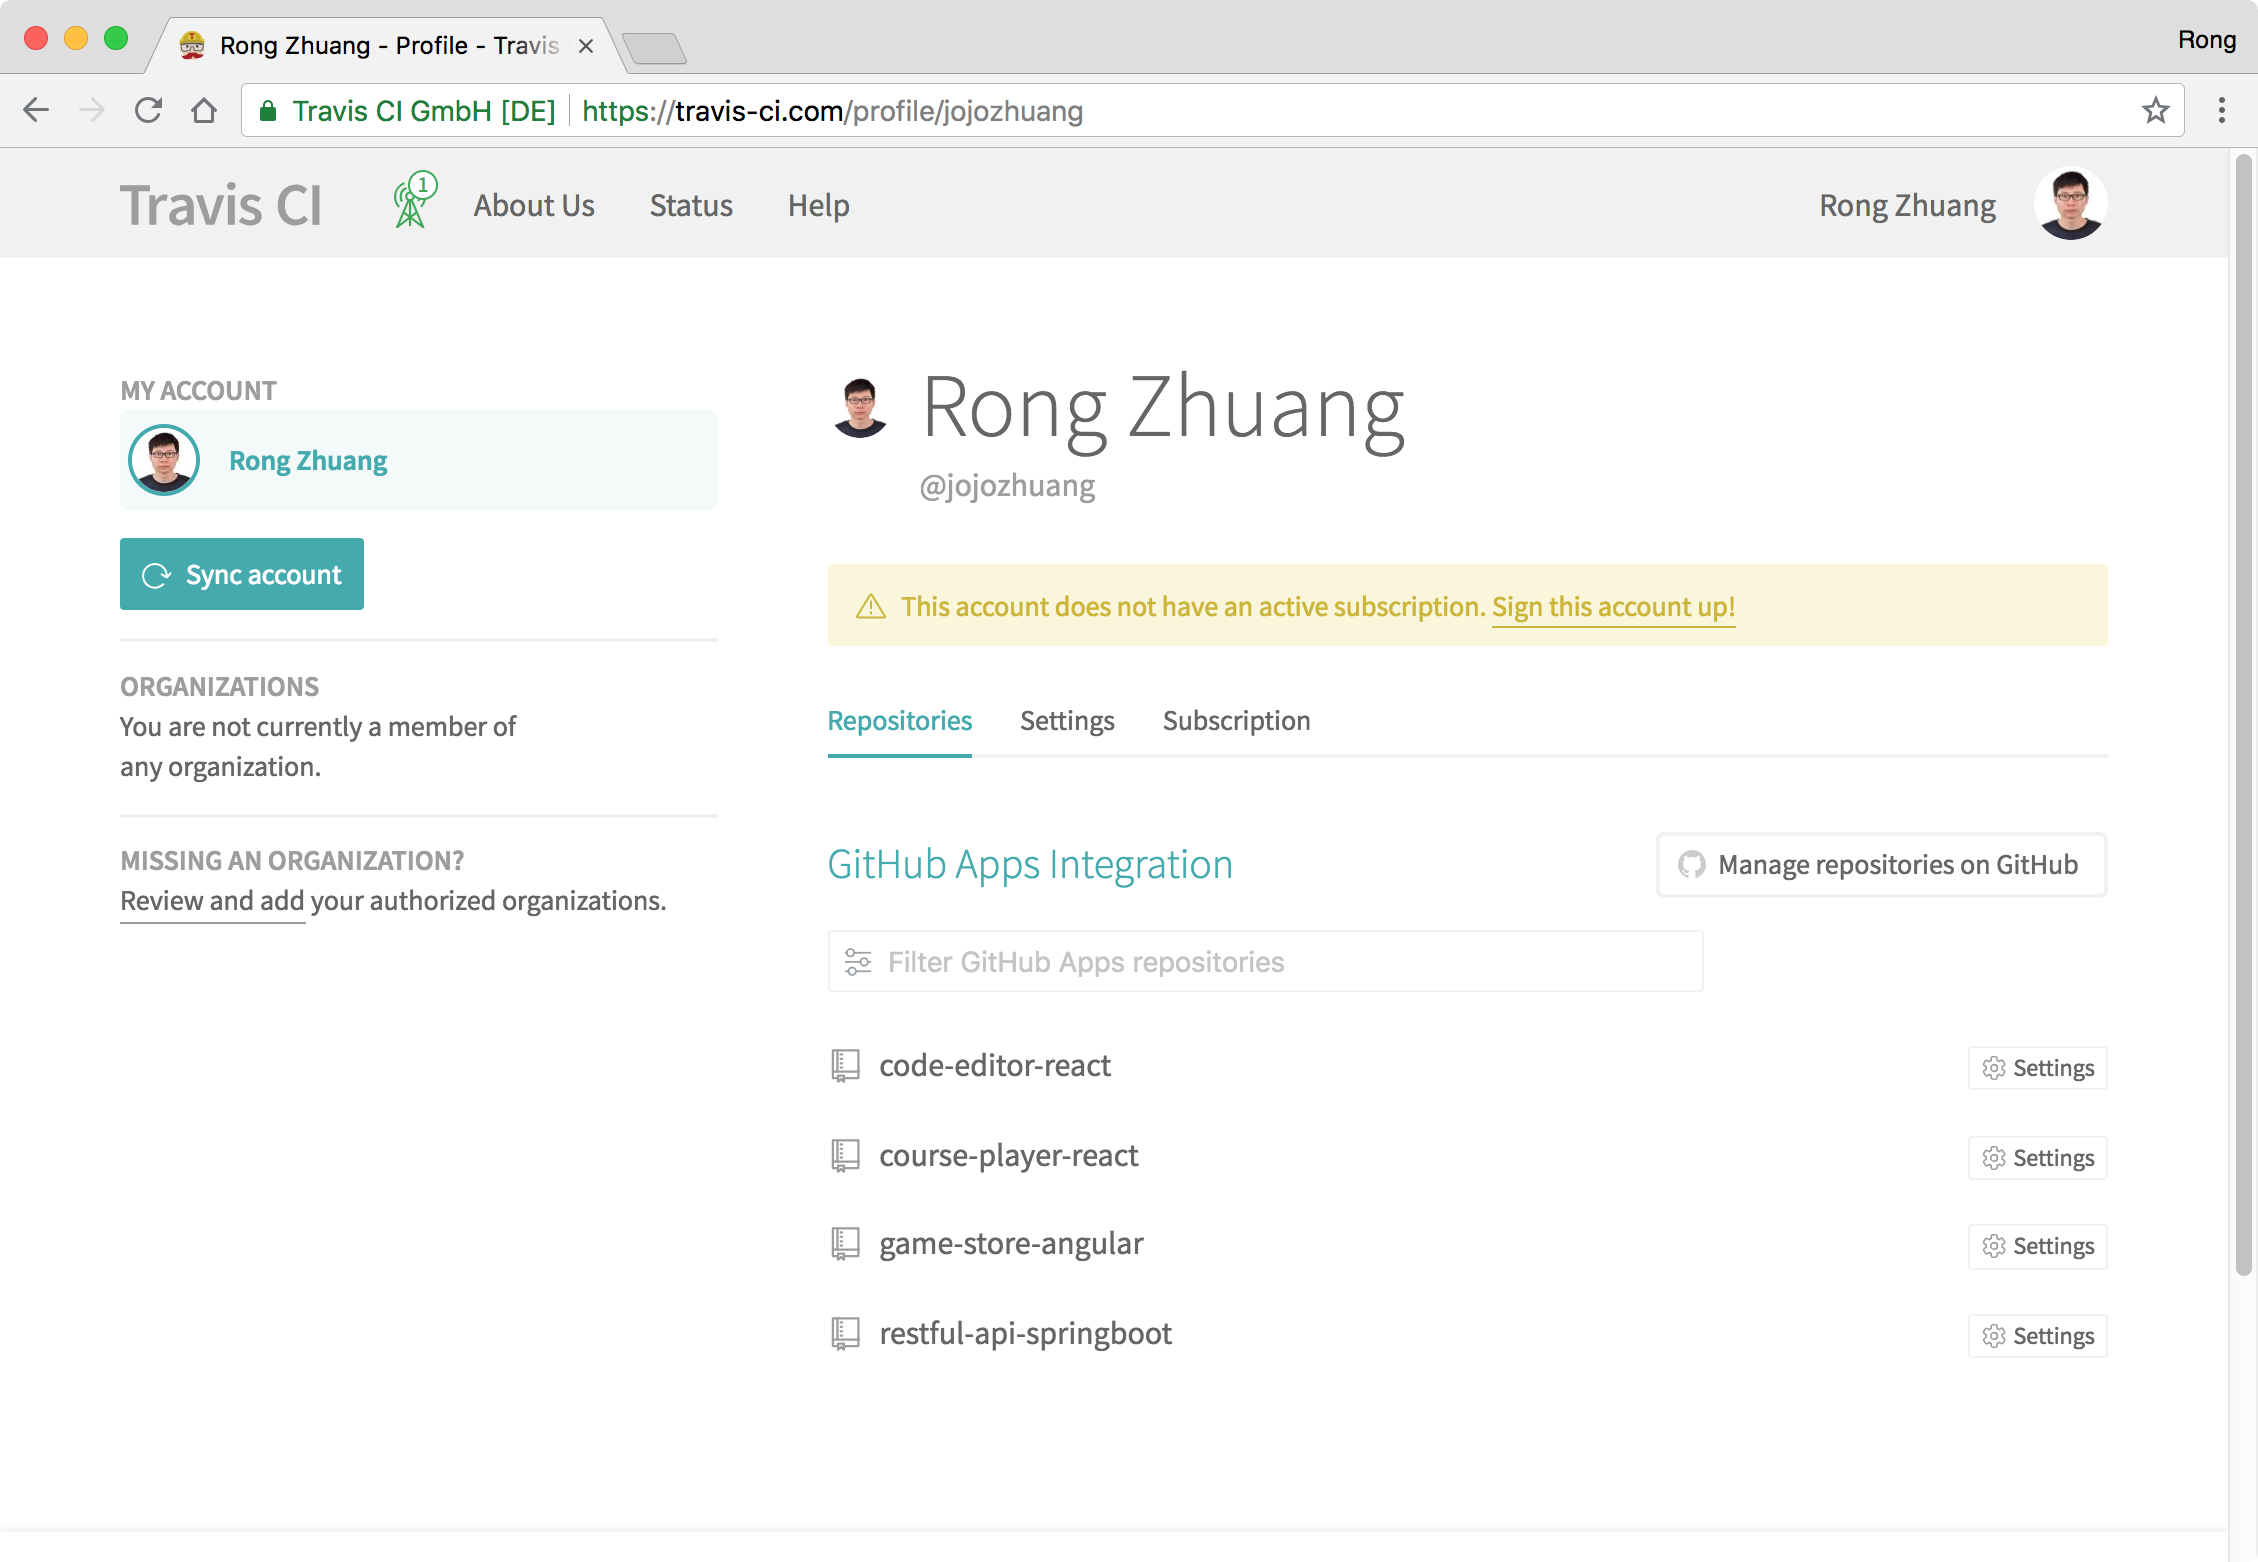 Rong Zhuang - Profile - Travis
Rong
Travis CI GmbH [DE] https://travis-ci.com/profile/jojozhuang
Travis CI
1
About Us
Status
Help
Rong Zhuang
MY ACCOUNT
Rong Zhuang
Sync account
ORGANIZATIONS
You are not currently a member of
any organization.
MISSING AN ORGANIZATION?
Review and add your authorized organizations.
Rong Zhuang
@jojozhuang
This account does not have an active subscription. Sign this account up!
Repositories
Settings
Subscription
GitHub Apps Integration
Manage repositories on GitHub
Filter GitHub Apps repositories
code-editor-react
Settings
course-player-react
Settings
game-store-angular
Settings
restful-api-springboot
Settings